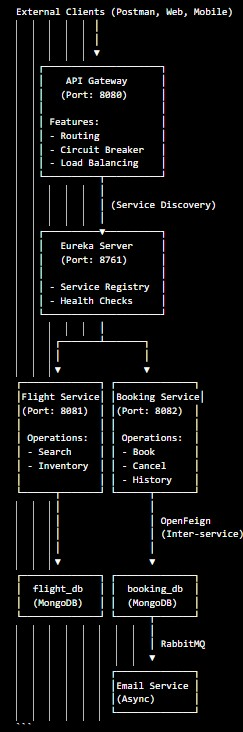 External Clients (Postman, Web, Mobile)
API Gateway
(Port: 8080)
Features:
- Routing
- Circuit Breaker
- Load Balancing
(Service Discovery)
Eureka Server
(Port: 8761)
- Service Registry
- Health Checks
Flight Service Booking Service
(Port: 8081) (Port: 8082)
Operations: Operations:
- Search - Book
- Inventory - Cancel
- History
OpenFeign
(Inter-service)
flight_db booking_db
(MongoDB) (MongoDB)
RabbitMQ
Email Service
(Async)
```